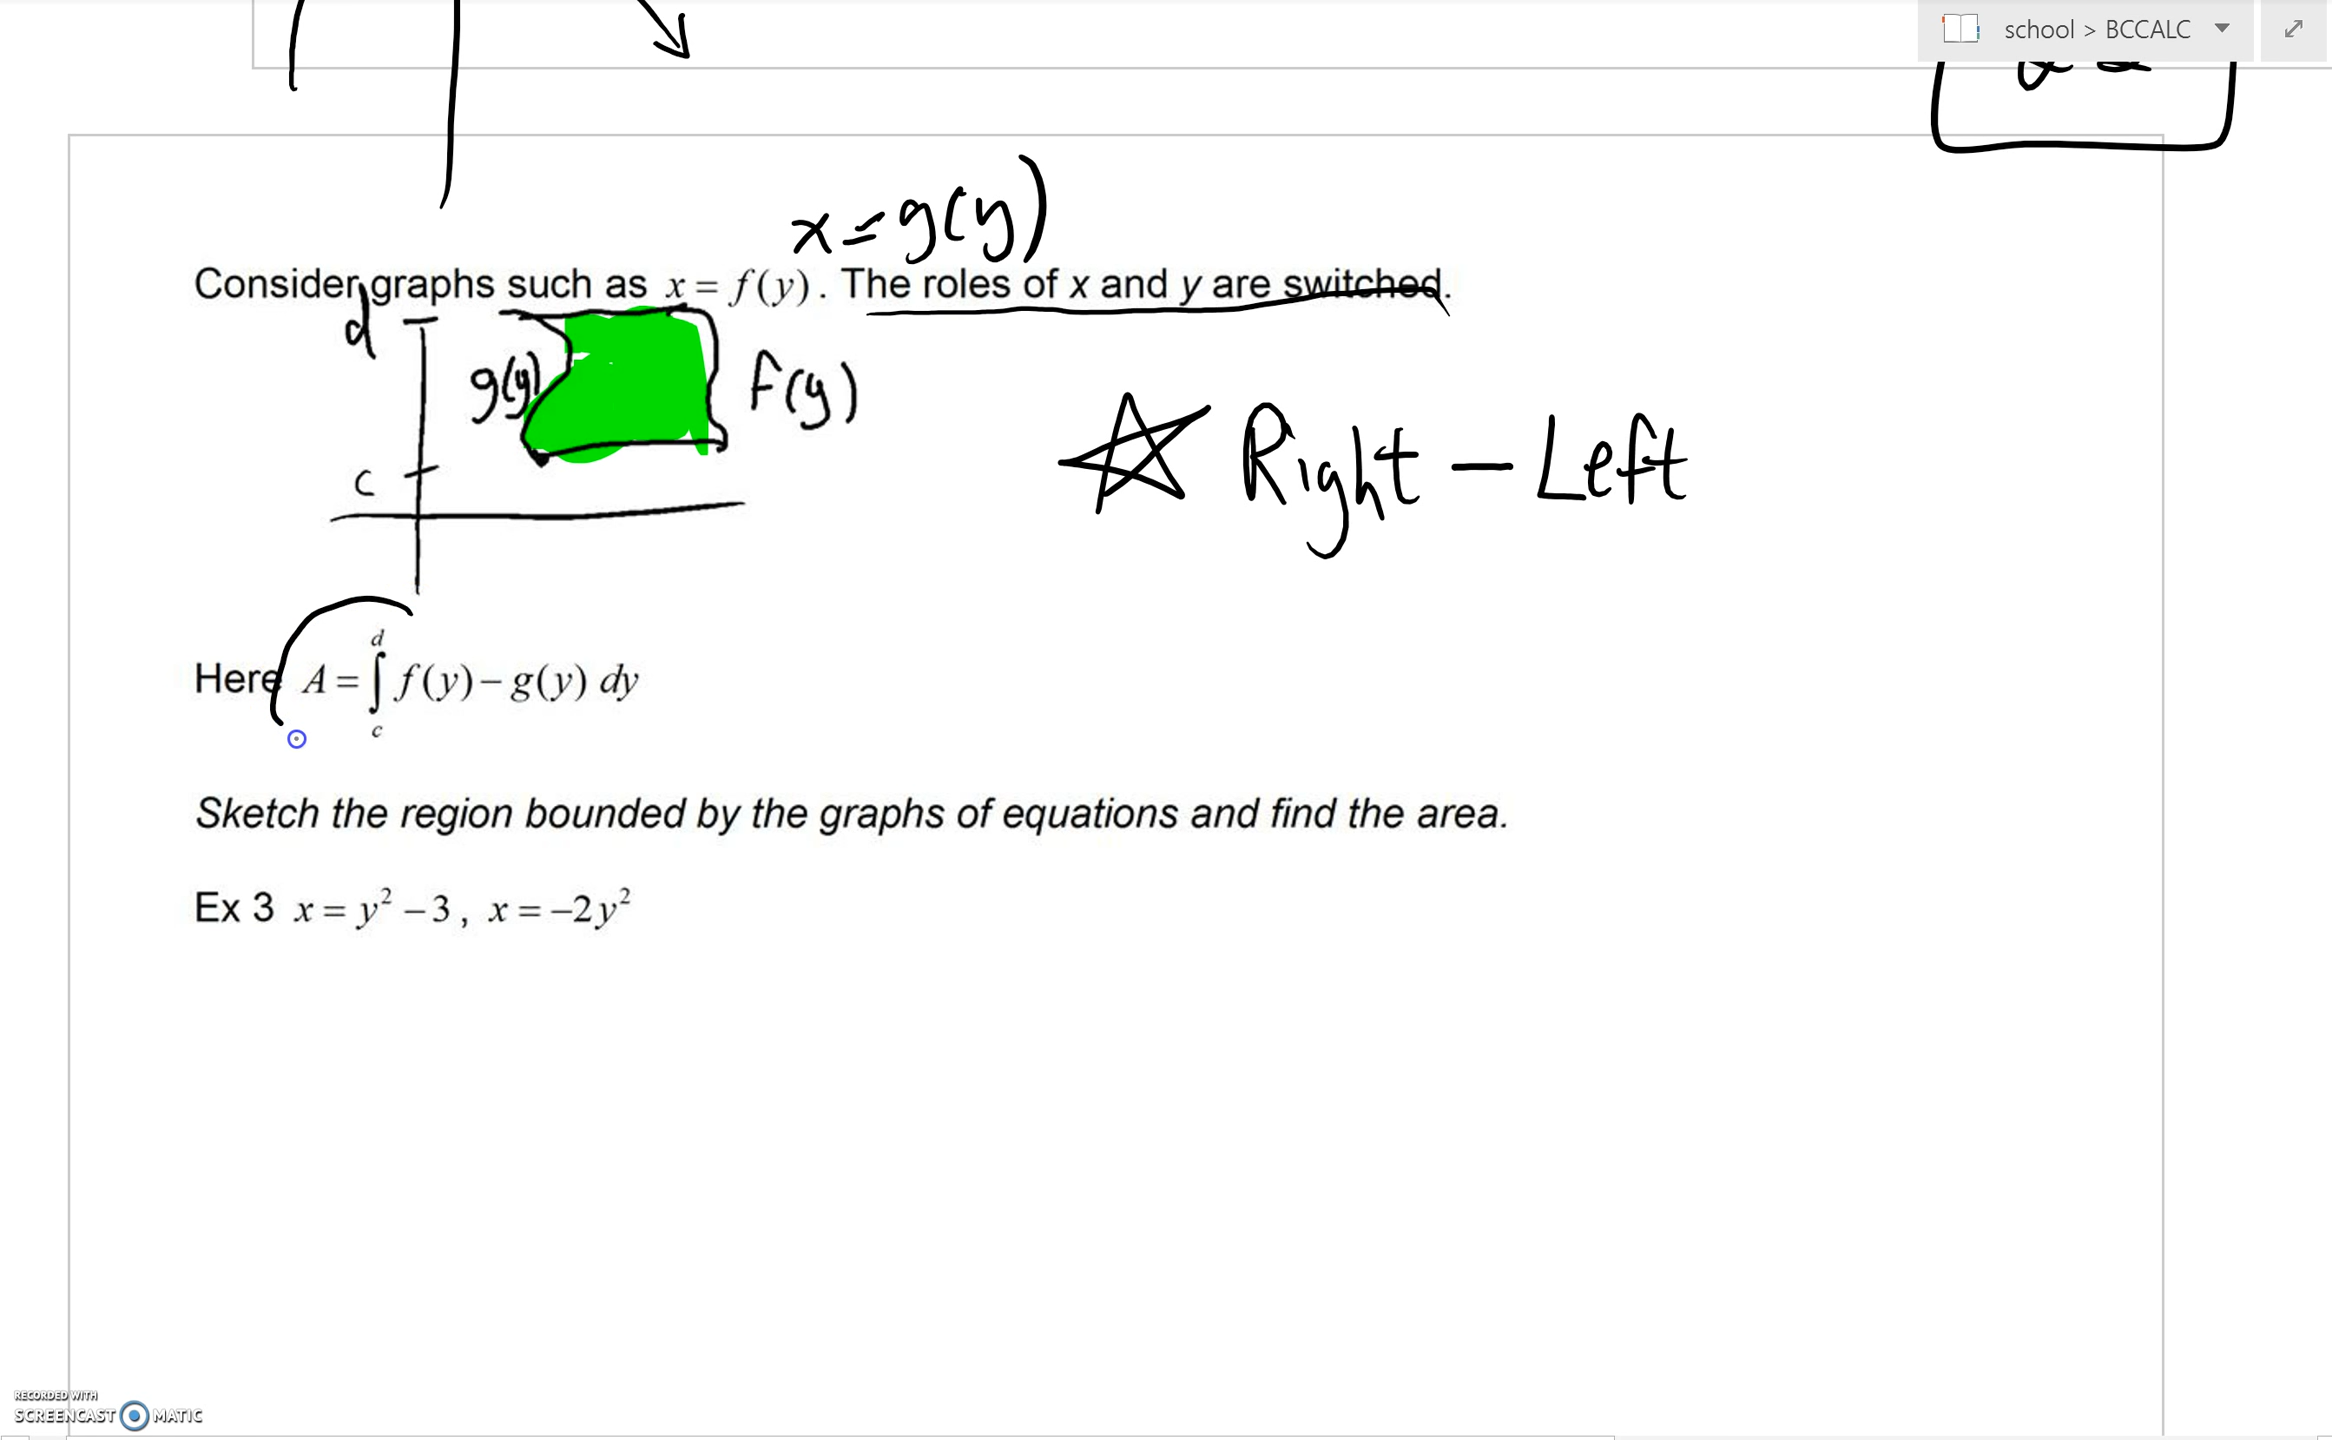 school > BCCALC
x = g(y)
Consider graphs such as x = f(y). The roles of x and y are switched.
d
g(y)
f(y)
c
Right – Left
Here A = ∫ from c to d f(y) – g(y) dy
Sketch the region bounded by the graphs of equations and find the area.
Ex 3 x = y² – 3, x = –2y²
RECORDED WITH
SCREENCAST MATIC